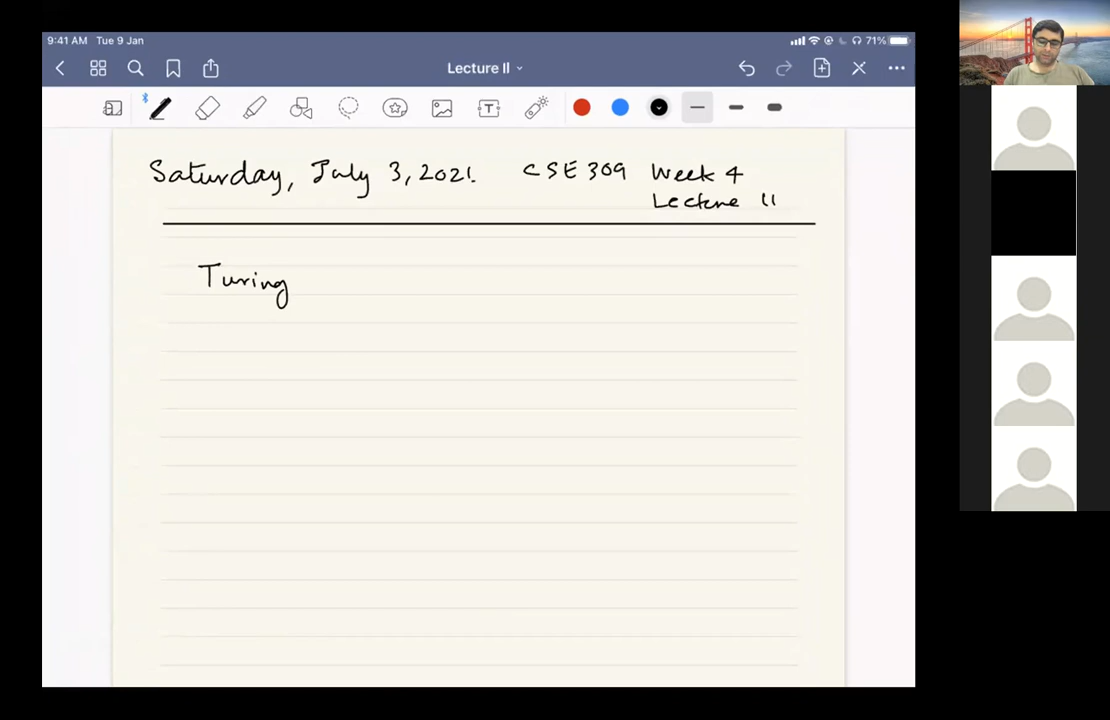 9:41 AM Tue 9 Jan 71%
Lecture II
Saturday, July 3, 2021. CSE 309 Week 4
Lecture 11
Turing